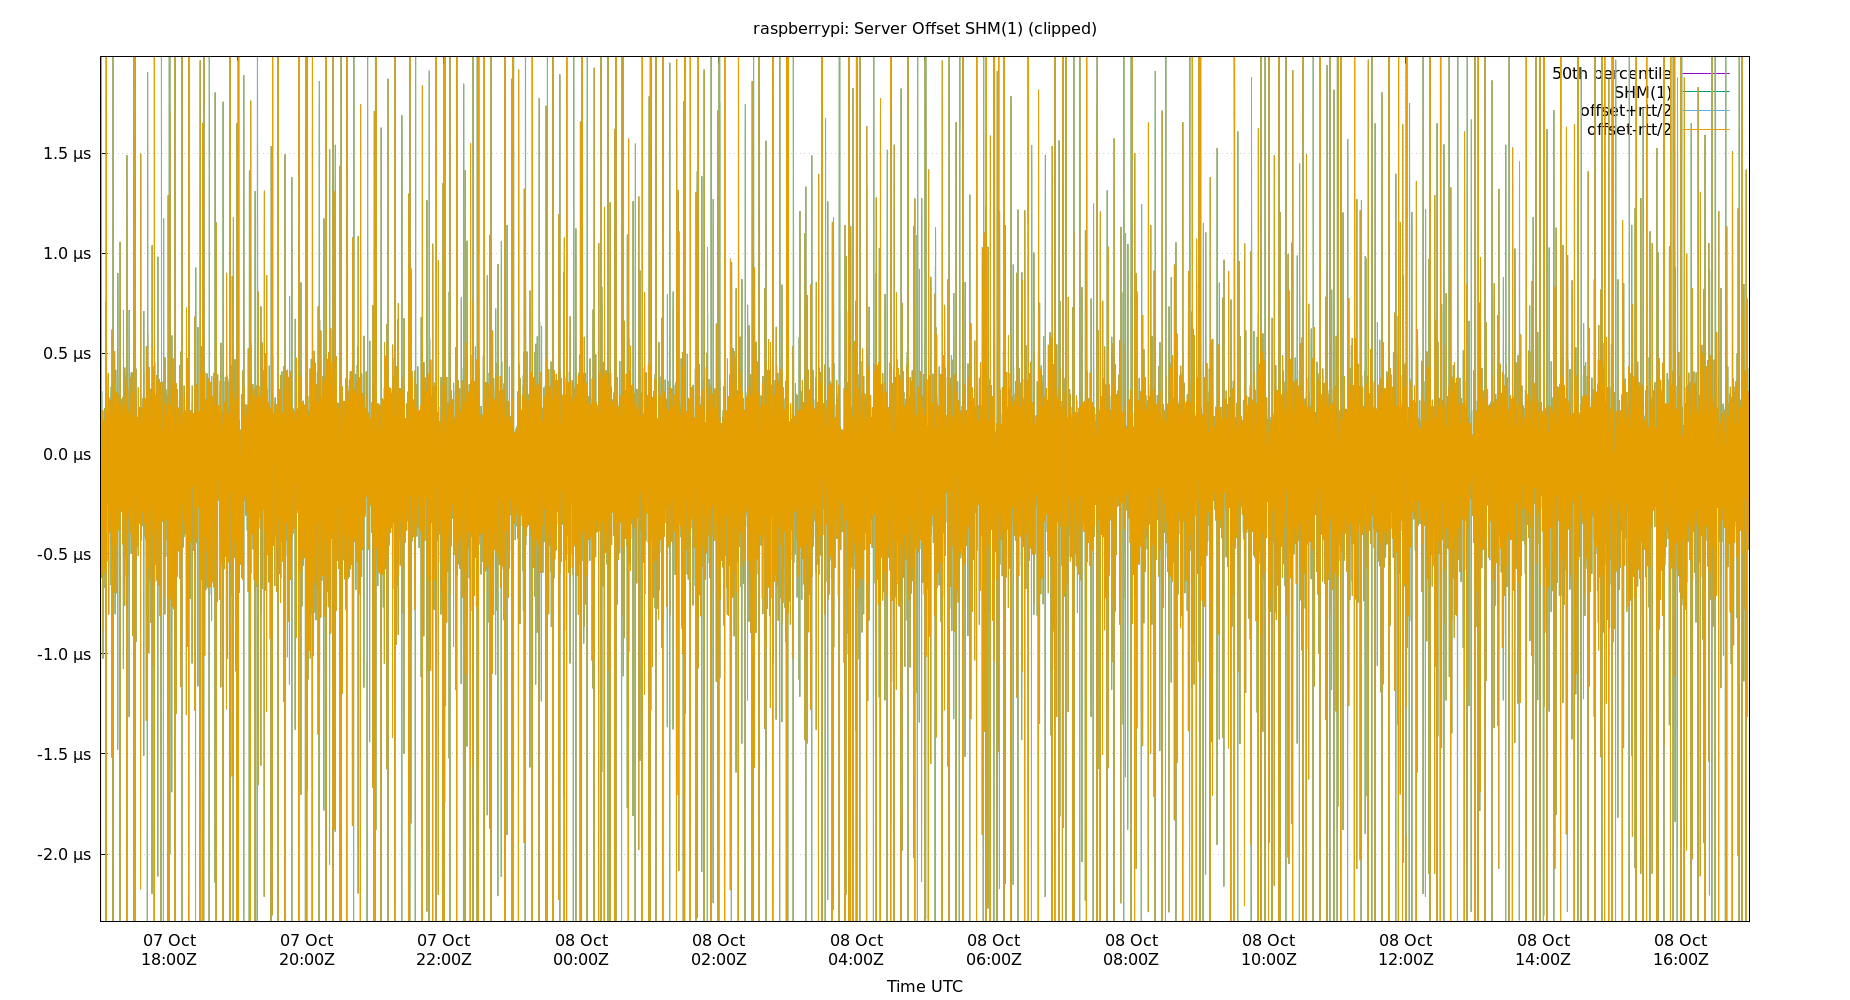 raspberrypi: Server Offset SHM(1) (clipped)
50th percentile
SHM(1)
offset+rtt/2
offset-rtt/2
1.5 µs
1.0 µs
0.5 µs
0.0 µs
-0.5 µs
-1.0 µs
-1.5 µs
-2.0 µs
07 Oct 07 Oct 07 Oct 08 Oct 08 Oct 08 Oct 08 Oct 08 Oct 08 Oct 08 Oct 08 Oct 08 Oct
18:00Z 20:00Z 22:00Z 00:00Z 02:00Z 04:00Z 06:00Z 08:00Z 10:00Z 12:00Z 14:00Z 16:00Z
Time UTC